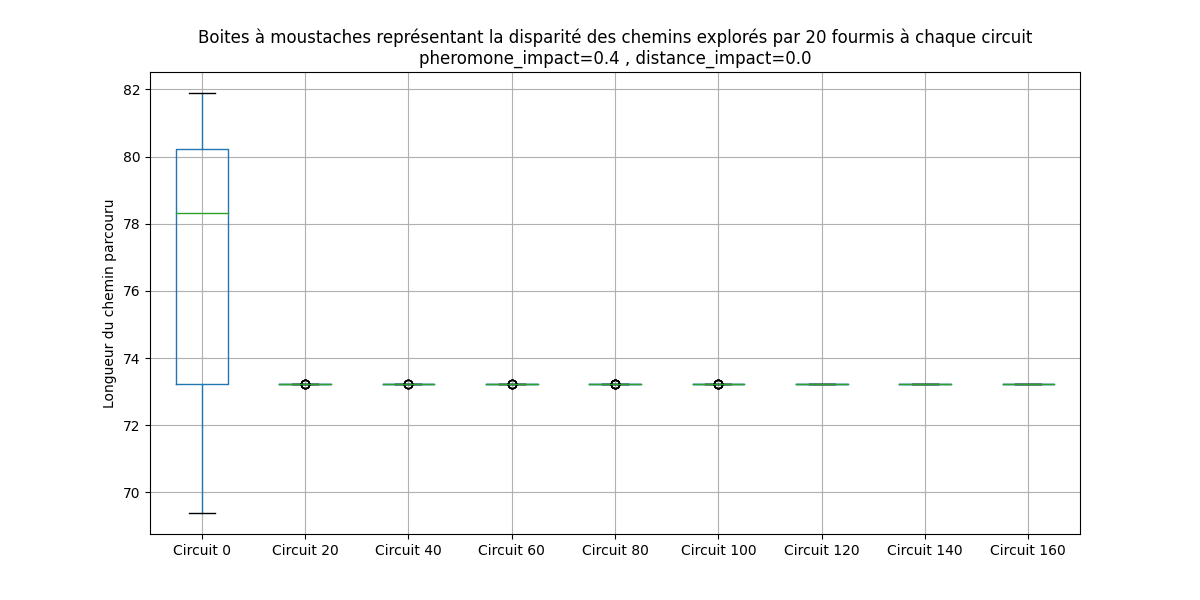 Boites à moustaches représentant la disparité des chemins explorés par 20 fourmis à chaque circuit
pheromone_impact=0.4 , distance_impact=0.0
Longueur du chemin parcouru
82
80
78
76
74
72
70
Circuit 0 Circuit 20 Circuit 40 Circuit 60 Circuit 80 Circuit 100 Circuit 120 Circuit 140 Circuit 160